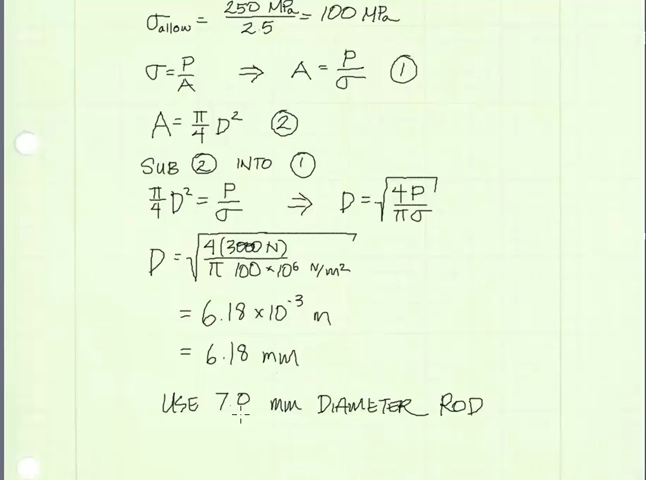 σallow = 250 MPa / 2.5 = 100 MPa
σ = P/A ⇒ A = P/σ ①
A = π/4 D² ②
SUB ② INTO ①
π/4 D² = P/σ ⇒ D = √(4P/πσ)
D = √(4(3000 N) / π 100×10⁶ N/m²)
= 6.18 × 10⁻³ m
= 6.18 mm
USE 7.0 mm DIAMETER ROD